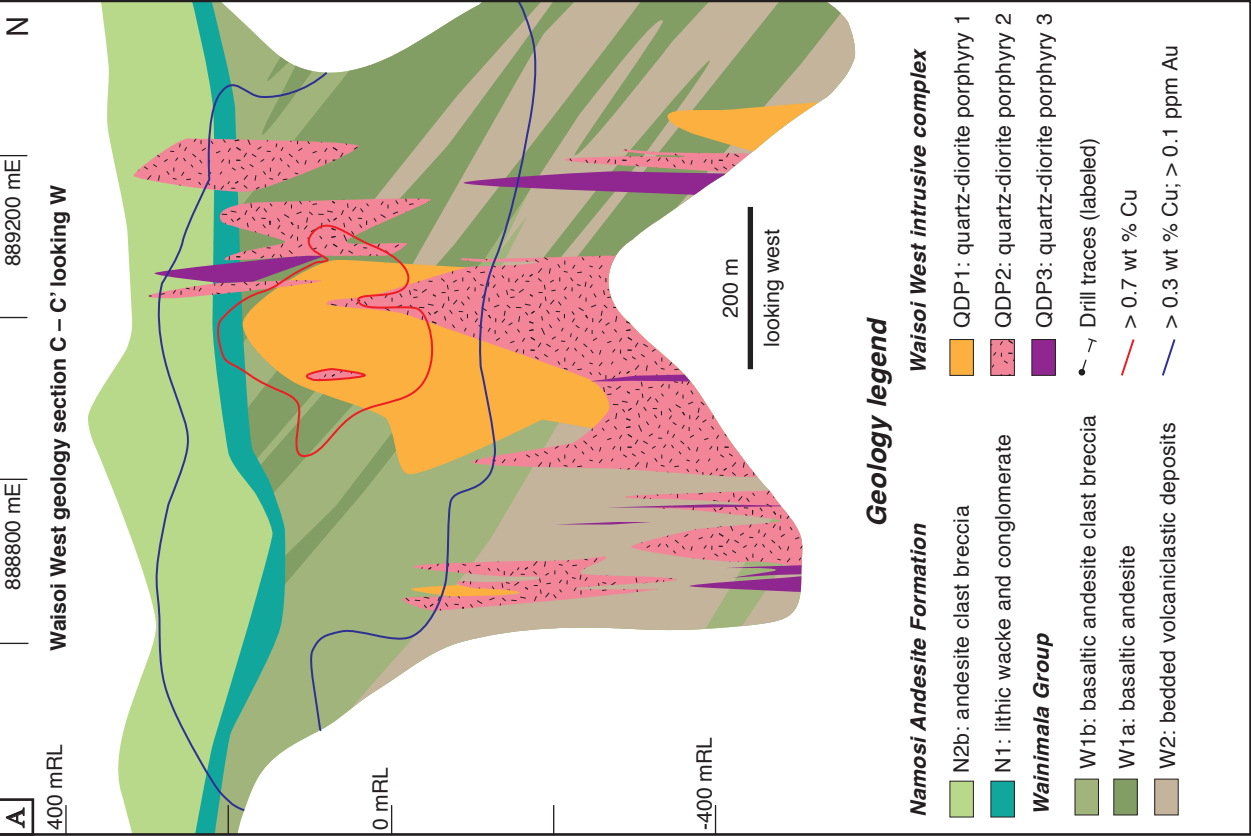 A
N
888800 mE
889200 mE
Waisoi West geology section C – C' looking W
400 mRL
0 mRL
-400 mRL
200 m
looking west
Geology legend
Namosi Andesite Formation
N2b: andesite clast breccia
N1: lithic wacke and conglomerate
Wainimala Group
W1b: basaltic andesite clast breccia
W1a: basaltic andesite
W2: bedded volcaniclastic deposits
Waisoi West intrusive complex
QDP1: quartz-diorite porphyry 1
QDP2: quartz-diorite porphyry 2
QDP3: quartz-diorite porphyry 3
Drill traces (labeled)
> 0.7 wt % Cu
> 0.3 wt % Cu; > 0.1 ppm Au